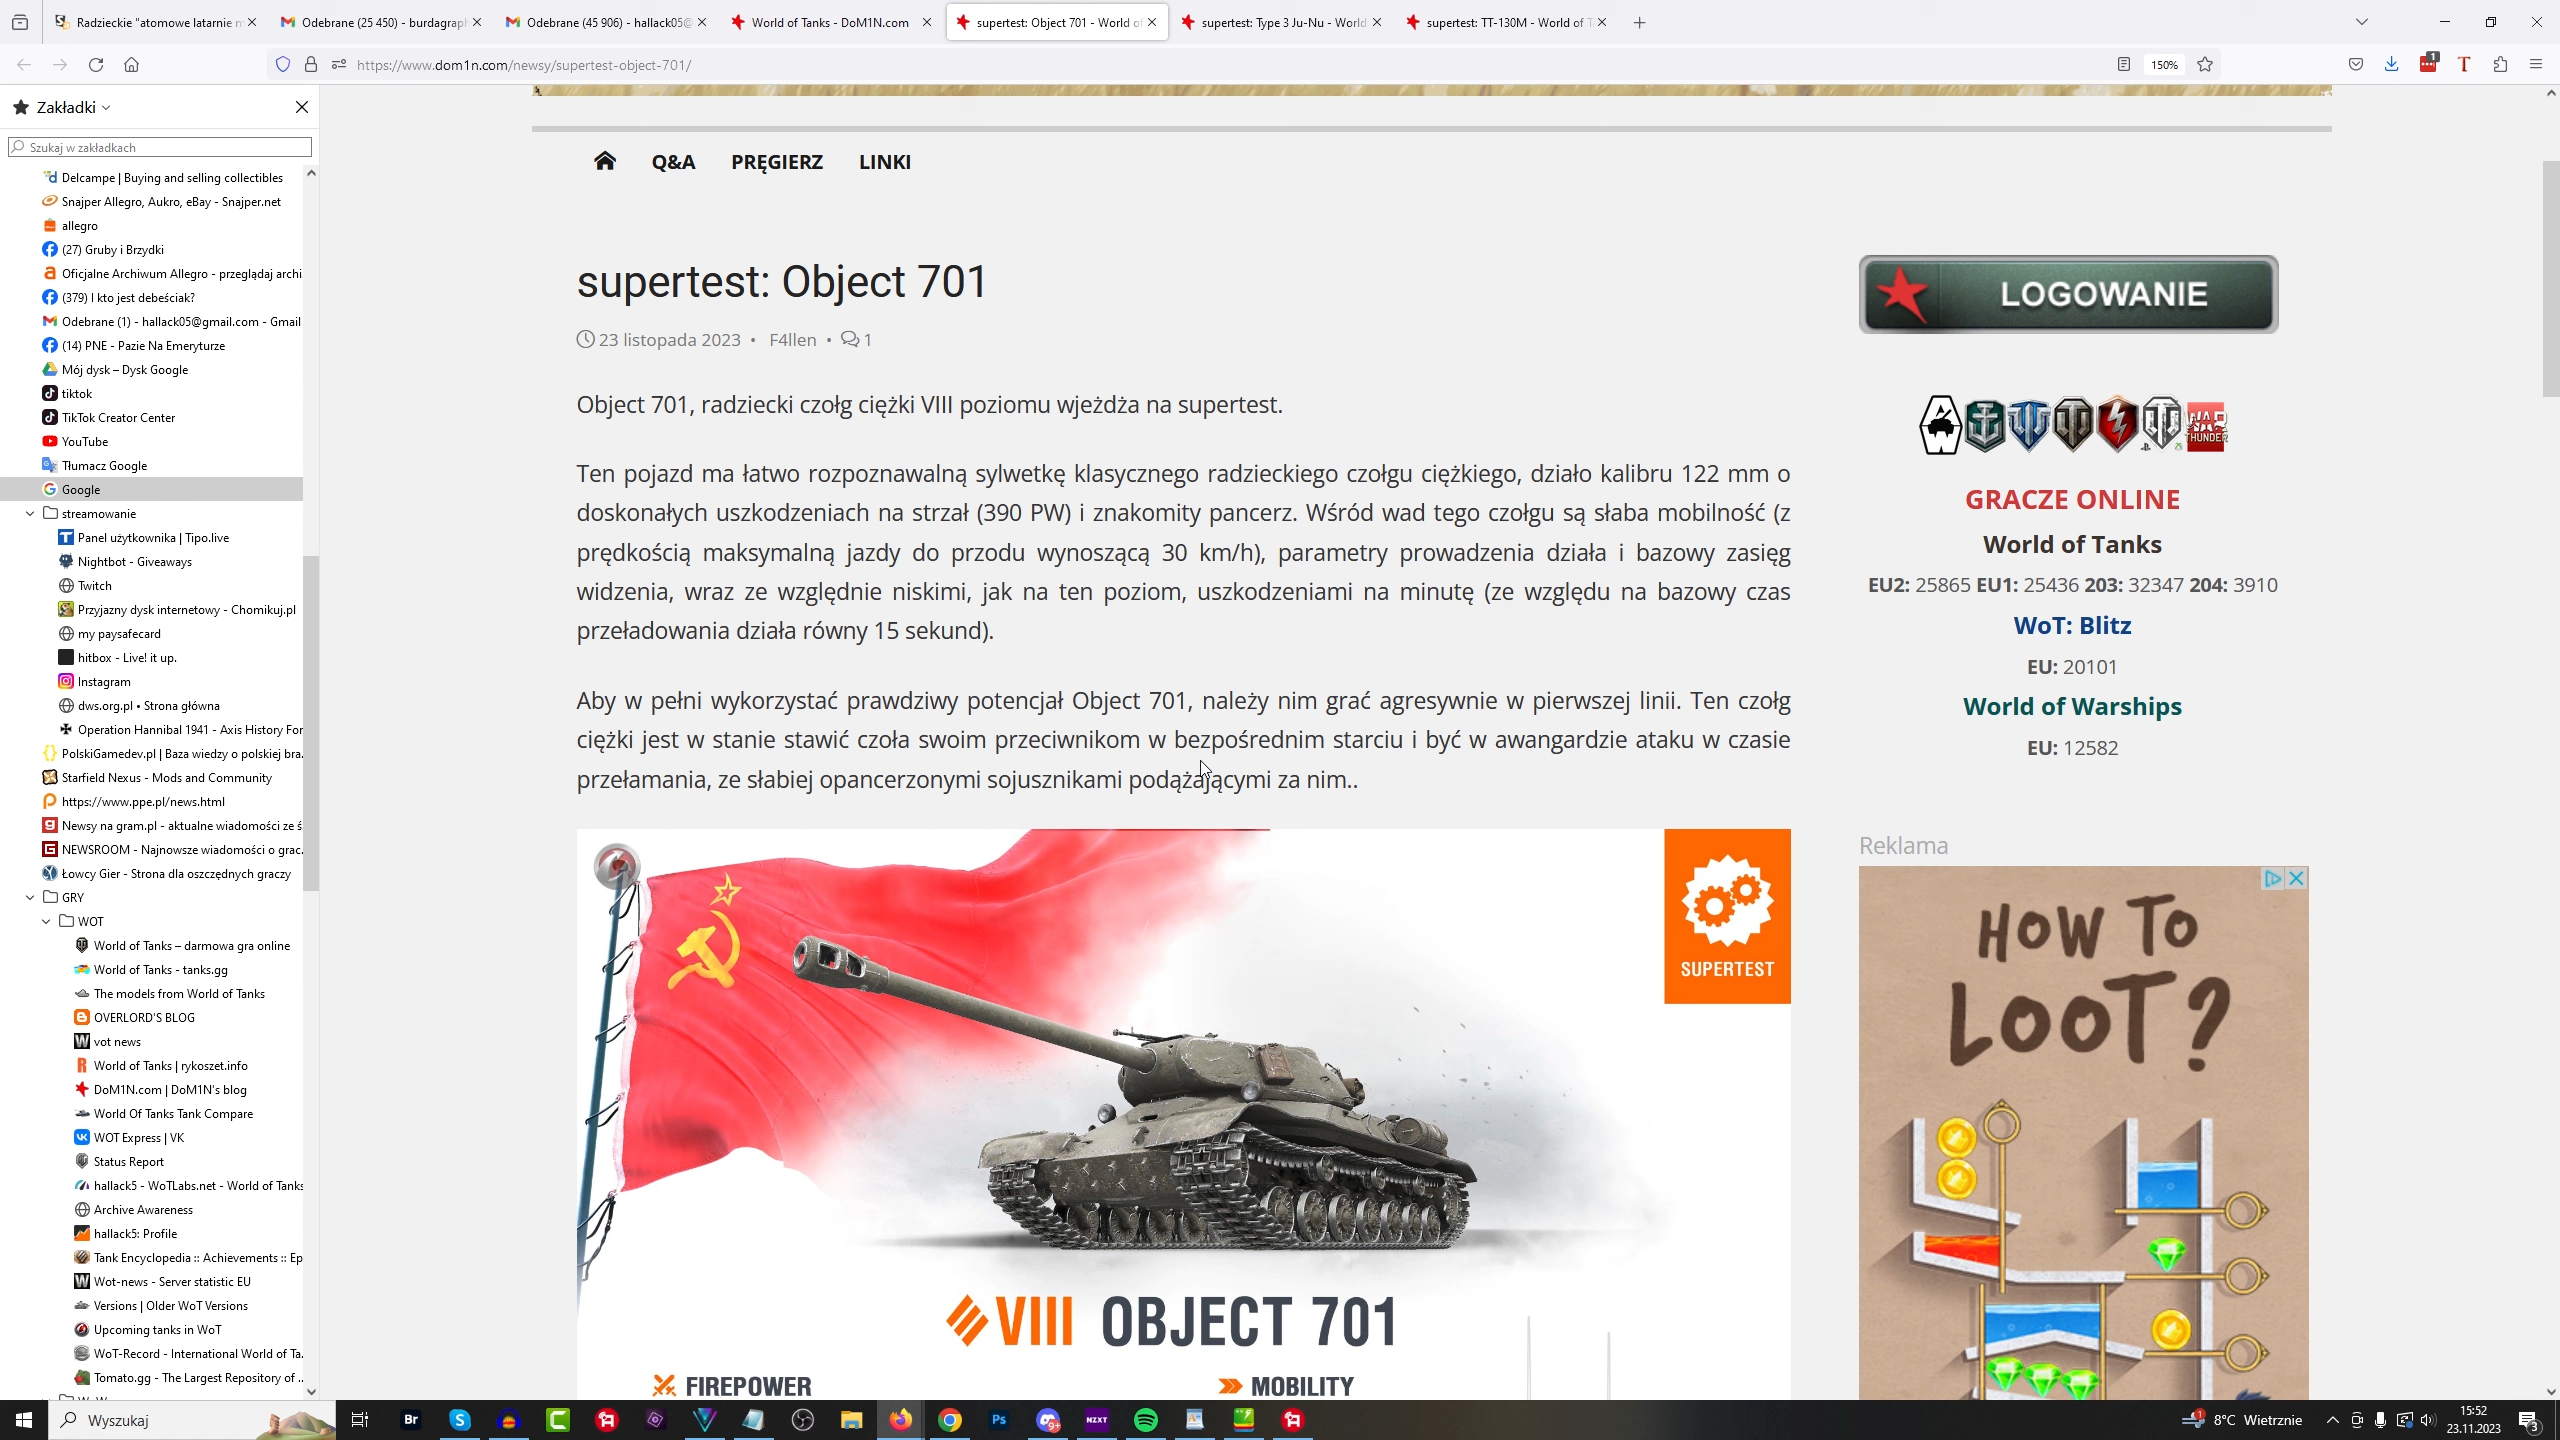 Radzieckie "atomowe latarnie m
Odebrane (25 450) - burdagraph
Odebrane (45 906) - hallack05@
World of Tanks - DoM1N.com
supertest: Object 701 - World of
supertest: Type 3 Ju-Nu - World
supertest: TT-130M - World of T
https://www.dom1n.com/newsy/supertest-object-701/
150%
1
Zakładki
Szukaj w zakładkach
Delcampe | Buying and selling collectibles
Snajper Allegro, Aukro, eBay - Snajper.net
allegro
(27) Gruby i Brzydki
Oficjalne Archiwum Allegro - przeglądaj archi
(379) I kto jest debeściak?
Odebrane (1) - hallack05@gmail.com - Gmail
(14) PNE - Pazie Na Emeryturze
Mój dysk – Dysk Google
tiktok
TikTok Creator Center
YouTube
Tłumacz Google
Google
streamowanie
Panel użytkownika | Tipo.live
Nightbot - Giveaways
Twitch
Przyjazny dysk internetowy - Chomikuj.pl
my paysafecard
hitbox - Live! it up.
Instagram
dws.org.pl • Strona główna
Operation Hannibal 1941 - Axis History For
PolskiGamedev.pl | Baza wiedzy o polskiej bra.
Starfield Nexus - Mods and Community
https://www.ppe.pl/news.html
Newsy na gram.pl - aktualne wiadomości ze ś
NEWSROOM - Najnowsze wiadomości o grac.
Łowcy Gier - Strona dla oszczędnych graczy
GRY
WOT
World of Tanks – darmowa gra online
World of Tanks - tanks.gg
The models from World of Tanks
OVERLORD'S BLOG
vot news
World of Tanks | rykoszet.info
DoM1N.com | DoM1N's blog
World Of Tanks Tank Compare
WOT Express | VK
Status Report
hallack5 - WoTLabs.net - World of Tanks
Archive Awareness
hallack5: Profile
Tank Encyclopedia :: Achievements :: Ep
Wot-news - Server statistic EU
Versions | Older WoT Versions
Upcoming tanks in WoT
WoT-Record - International World of Ta.
Tomato.gg - The Largest Repository of ..
Q&A PRĘGIERZ LINKI
supertest: Object 701
23 listopada 2023 • F4llen • 1
Object 701, radziecki czołg ciężki VIII poziomu wjeżdża na supertest.
Ten pojazd ma łatwo rozpoznawalną sylwetkę klasycznego radzieckiego czołgu ciężkiego, działo kalibru 122 mm o
doskonałych uszkodzeniach na strzał (390 PW) i znakomity pancerz. Wśród wad tego czołgu są słaba mobilność (z
prędkością maksymalną jazdy do przodu wynoszącą 30 km/h), parametry prowadzenia działa i bazowy zasięg
widzenia, wraz ze względnie niskimi, jak na ten poziom, uszkodzeniami na minutę (ze względu na bazowy czas
przeładowania działa równy 15 sekund).
Aby w pełni wykorzystać prawdziwy potencjał Object 701, należy nim grać agresywnie w pierwszej linii. Ten czołg
ciężki jest w stanie stawić czoła swoim przeciwnikom w bezpośrednim starciu i być w awangardzie ataku w czasie
przełamania, ze słabiej opancerzonymi sojusznikami podążającymi za nim..
SUPERTEST
VIII OBJECT 701
FIREPOWER
MOBILITY
LOGOWANIE
WAR THUNDER
GRACZE ONLINE
World of Tanks
EU2: 25865 EU1: 25436 203: 32347 204: 3910
WoT: Blitz
EU: 20101
World of Warships
EU: 12582
Reklama
HOW TO
LOOT?
Wyszukaj
Br
Ps
9+
NZXT
1
8°C Wietrznie
15:52
23.11.2023
3